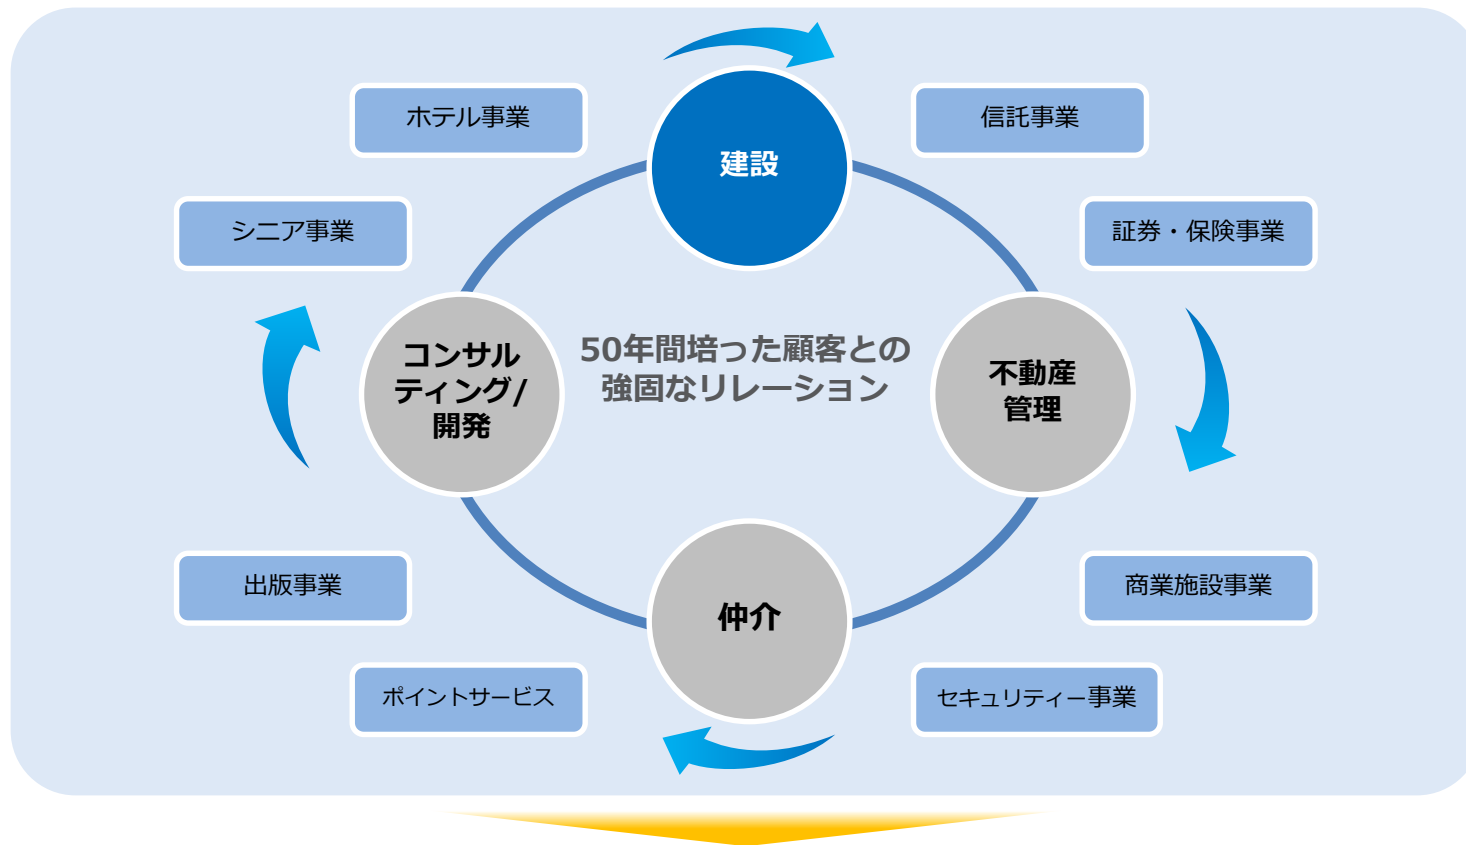 ホテル事業
信託事業
建設
シニア事業
証券・保険事業
コンサル
ティング/
開発
50年間培った顧客との
強固なリレーション
不動産
管理
出版事業
商業施設事業
仲介
ポイントサービス
セキュリティー事業